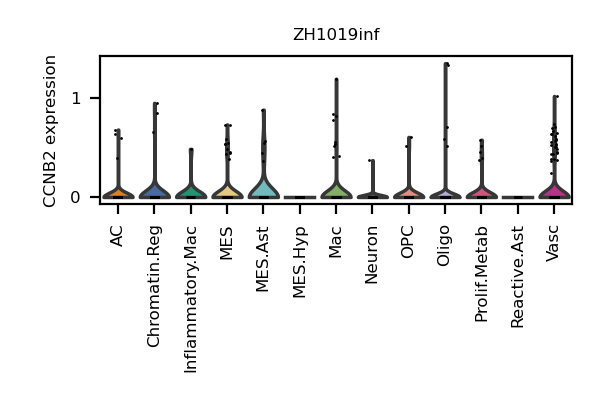 ZH1019inf
CCNB2 expression
1
0
AC
Chromatin.Reg
Inflammatory.Mac
MES
MES.Ast
MES.Hyp
Mac
Neuron
OPC
Oligo
Prolif.Metab
Reactive.Ast
Vasc